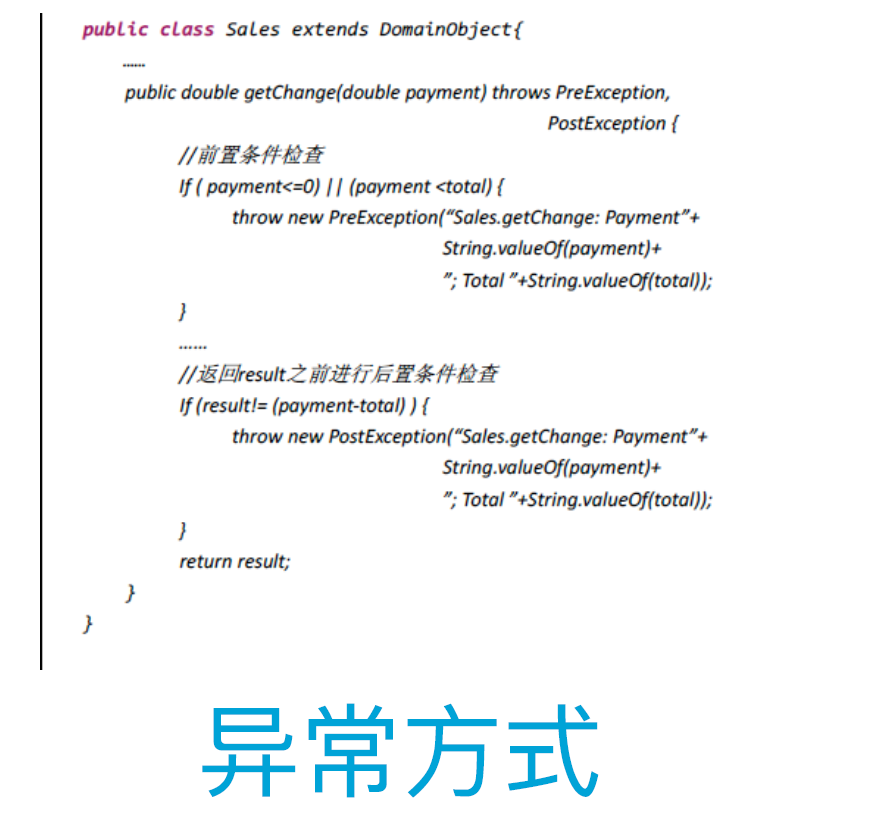 public class Sales extends DomainObject{
......
public double getChange(double payment) throws PreException,
PostException {
//前置条件检查
If ( payment<=0) || (payment <total) {
throw new PreException(“Sales.getChange: Payment”+
String.valueOf(payment)+
”; Total ”+String.valueOf(total));
}
......
//返回result之前进行后置条件检查
If (result!= (payment-total) ) {
throw new PostException(“Sales.getChange: Payment”+
String.valueOf(payment)+
”; Total ”+String.valueOf(total));
}
return result;
}
}
异常方式